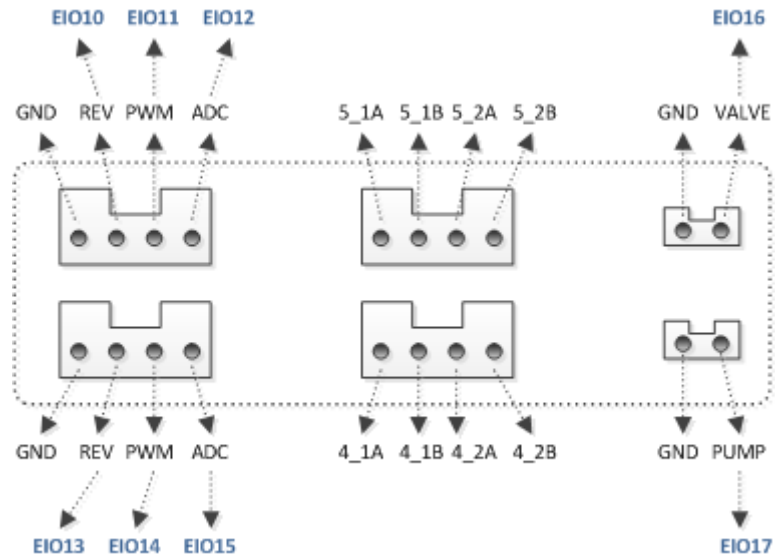 EIO10 EIO11 EIO12 EIO16
GND REV PWM ADC 5_1A 5_1B 5_2A 5_2B GND VALVE
GND REV PWM ADC 4_1A 4_1B 4_2A 4_2B GND PUMP
EIO13 EIO14 EIO15 EIO17